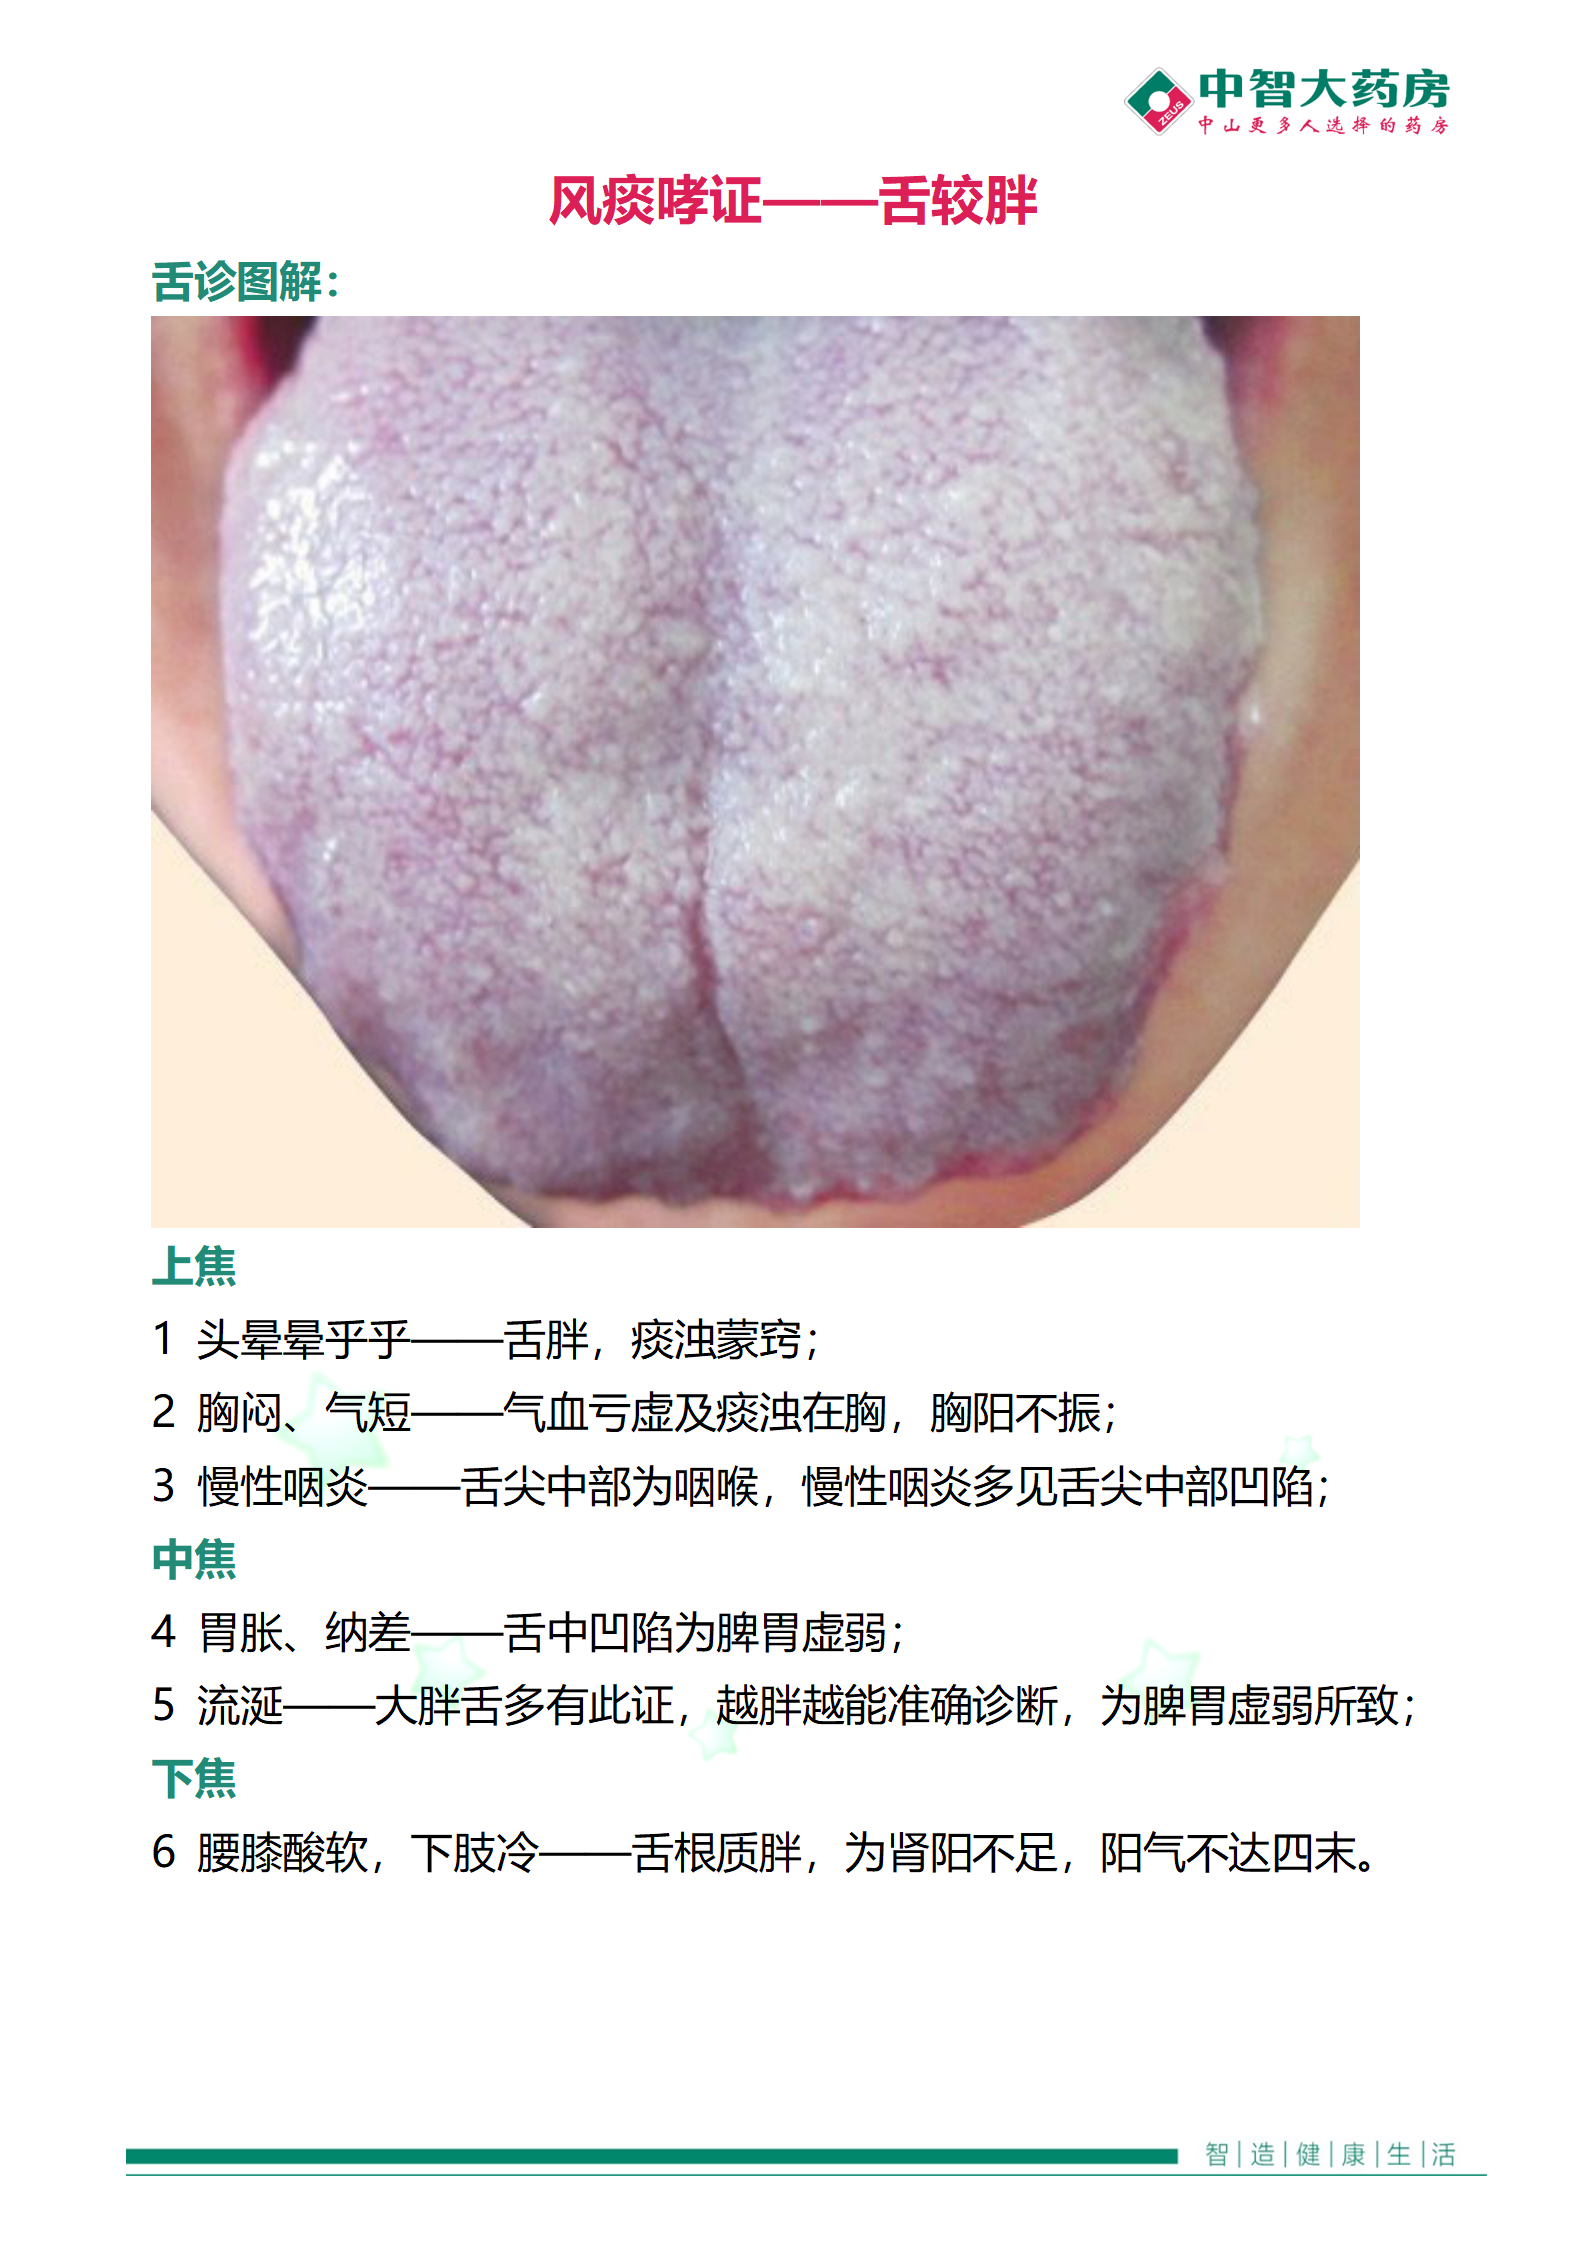 中智大药房
ZEUS
中山更多人选择的药房
风痰哮证——舌较胖
舌诊图解：
上焦
1 头晕晕乎乎——舌胖，痰浊蒙窍；
2 胸闷、气短——气血亏虚及痰浊在胸，胸阳不振；
3 慢性咽炎——舌尖中部为咽喉，慢性咽炎多见舌尖中部凹陷；
中焦
4 胃胀、纳差——舌中凹陷为脾胃虚弱；
5 流涎——大胖舌多有此证，越胖越能准确诊断，为脾胃虚弱所致；
下焦
6 腰膝酸软，下肢冷——舌根质胖，为肾阳不足，阳气不达四末。
智|造|健|康|生|活